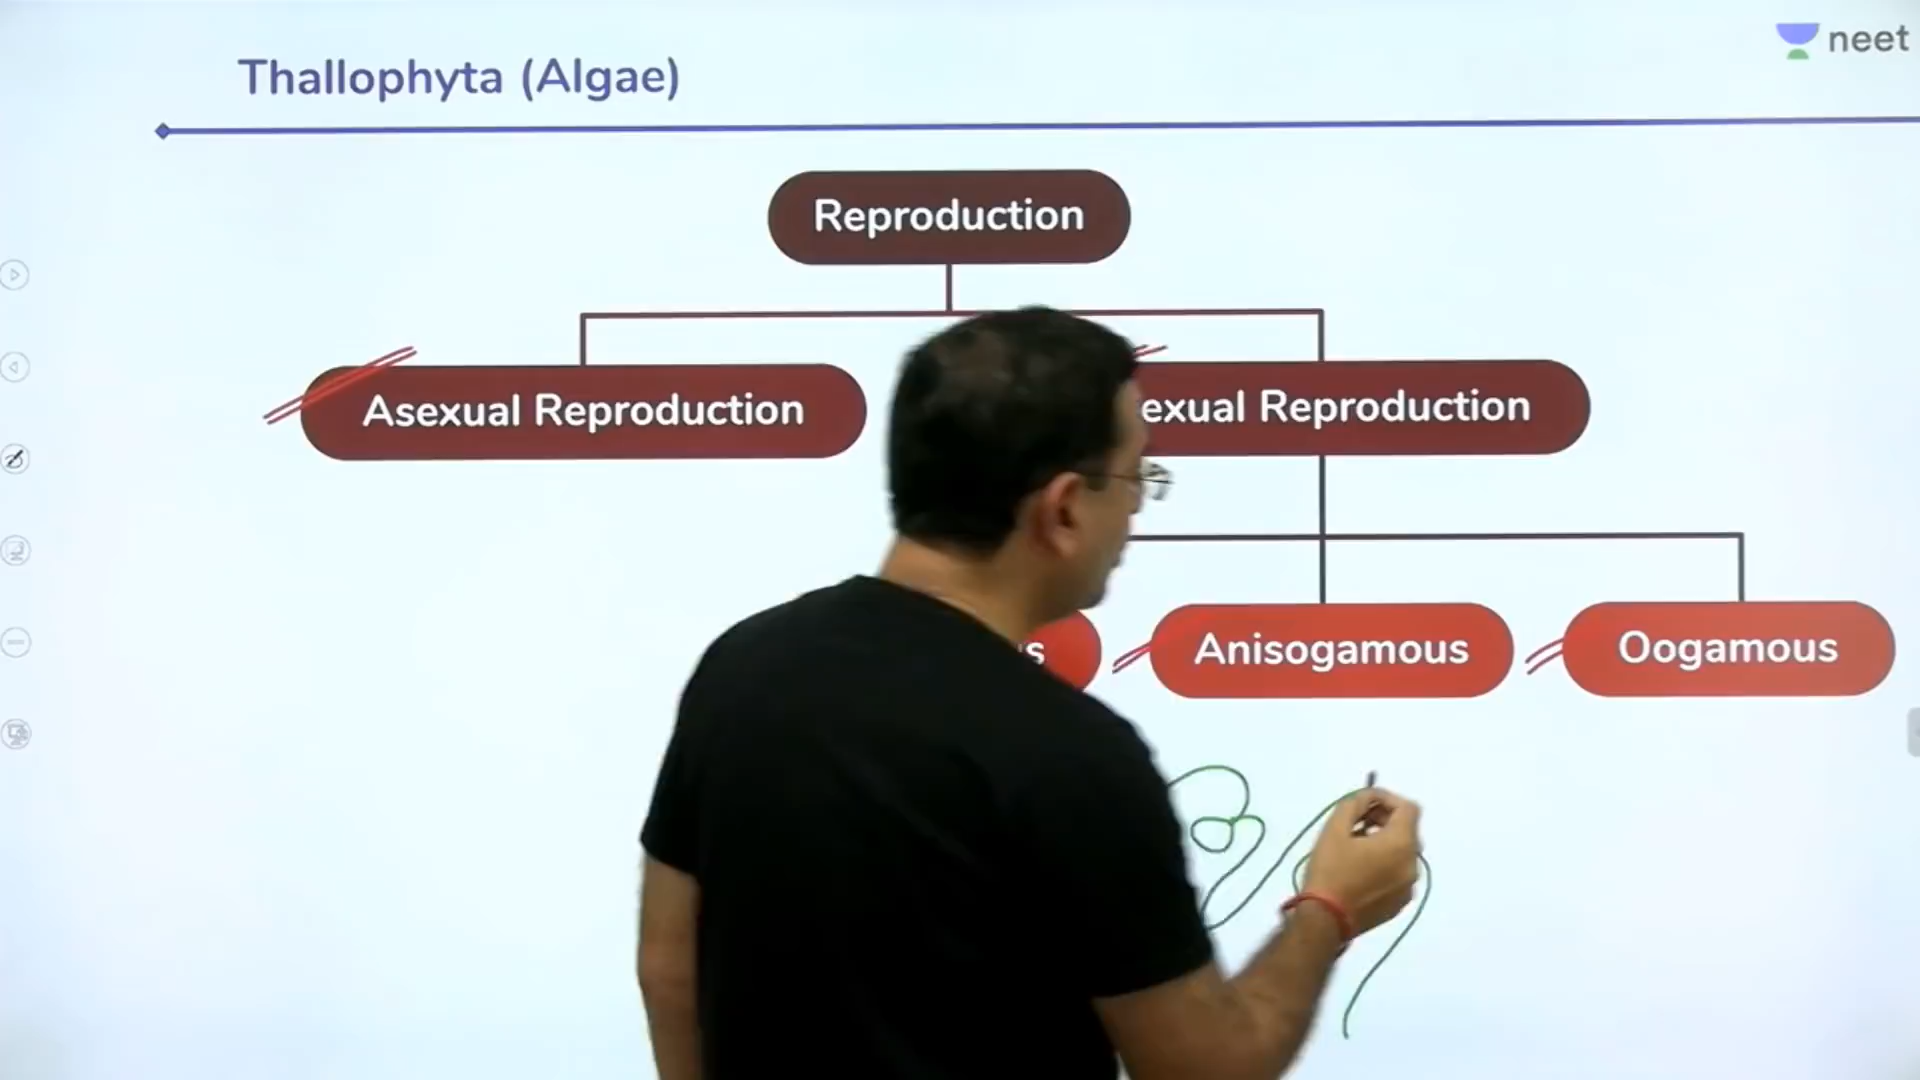 neet
Thallophyta (Algae)
Reproduction
Asexual Reproduction
exual Reproduction
s
Anisogamous
Oogamous